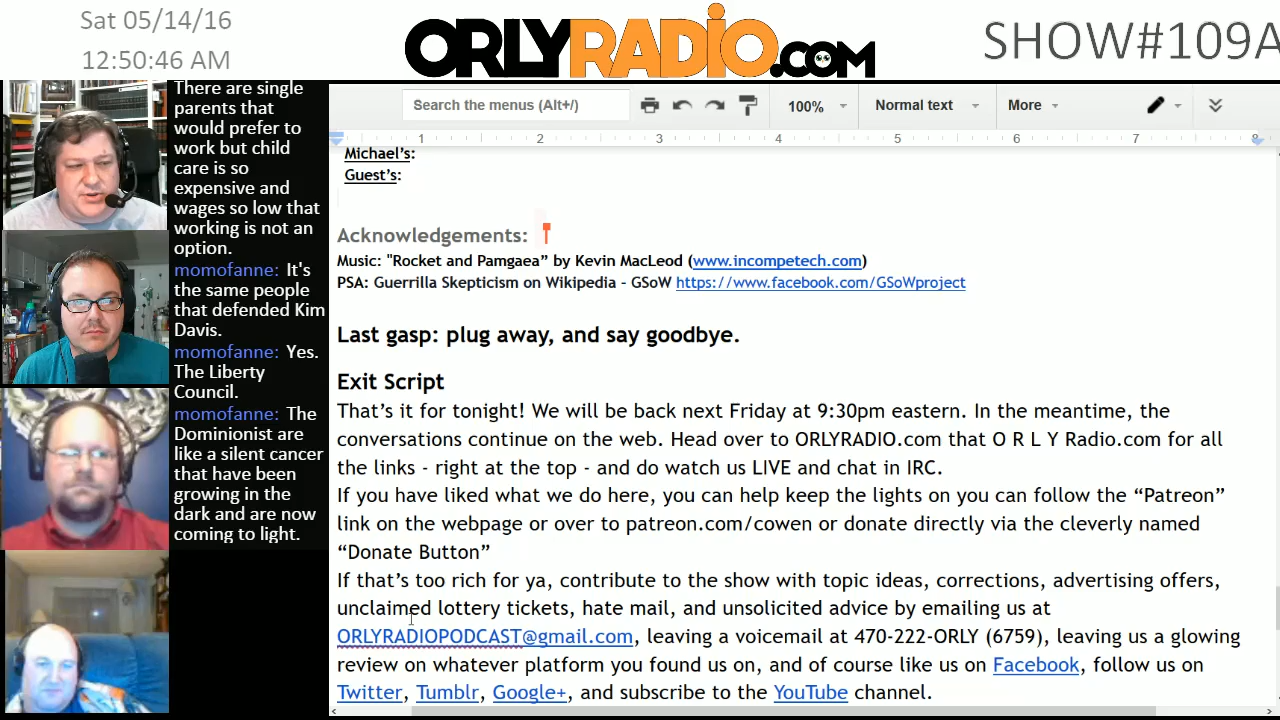 Sat 05/14/16
12:50:46 AM
ORLYRADIO.COM
SHOW#109A
There are single
parents that
would prefer to
work but child
care is so
expensive and
wages so low that
working is not an
option.
momofanne: It's
the same people
that defended Kim
Davis.
momofanne: Yes.
The Liberty
Council.
momofanne: The
Dominionist are
like a silent cancer
that have been
growing in the
dark and are now
coming to light.
Search the menus (Alt+/)
100%
Normal text
More
1 2 3 4 5 6 7 8
Michael's:
Guest's:
Acknowledgements:
Music: "Rocket and Pamgaea” by Kevin MacLeod (www.incompetech.com)
PSA: Guerrilla Skepticism on Wikipedia - GSoW https://www.facebook.com/GSoWproject
Last gasp: plug away, and say goodbye.
Exit Script
That’s it for tonight! We will be back next Friday at 9:30pm eastern. In the meantime, the
conversations continue on the web. Head over to ORLYRADIO.com that O R L Y Radio.com for all
the links - right at the top - and do watch us LIVE and chat in IRC.
If you have liked what we do here, you can help keep the lights on you can follow the “Patreon”
link on the webpage or over to patreon.com/cowen or donate directly via the cleverly named
“Donate Button”
If that’s too rich for ya, contribute to the show with topic ideas, corrections, advertising offers,
unclaimed lottery tickets, hate mail, and unsolicited advice by emailing us at
ORLYRADIOPODCAST@gmail.com, leaving a voicemail at 470-222-ORLY (6759), leaving us a glowing
review on whatever platform you found us on, and of course like us on Facebook, follow us on
Twitter, Tumblr, Google+, and subscribe to the YouTube channel.